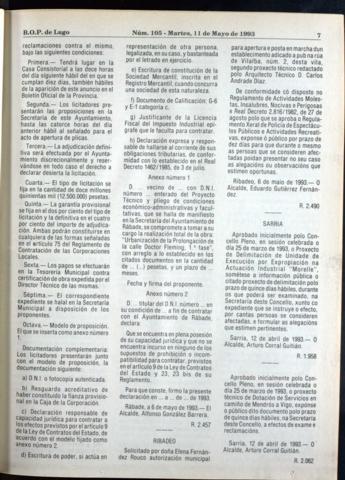 B.O.P. de Lugo
Núm. 105 - Martes, 11 de Mayo de 1993
7
reclamaciones contra el mismo,
bajo las siguientes condiciones:
Primera.— Tendrá lugar en la
Casa Consistorial a las doce horas
del día siguiente hábil del en que se
cumplan diez días, también hábiles
de la aparición de este anuncio en el
Boletín Oficial de la Provincia.
Segunda.— Los licitadores pre-
sentarán las proposiciones en la
Secretaría de este Ayuntamiento,
hasta las catorce horas del día
anterior hábil al señalado para el
acto de apertura de plicas.
Tercera.— La adjudicación defini-
tiva será efectuada por el Ayunta-
miento discrecionalmente y reser-
vándose en todo caso el derecho a
declarar desierta la licitación.
Cuarta.— El tipo de licitación se
fija en la cantidad de doce millones
quinientas mil (12.500.000) pesetas.
Quinta.— La garantía provisional
se fija en el dos por ciento del tipo de
licitación y la definitiva en el cuatro
por ciento del importe de adjudica-
ción. Ambas podrán constituirse en
cualquiera de las formas señaladas
en el artículo 75 del Reglamento de
Contratación de las Corporaciones
Locales.
Sexta.— Los pagos se efectuarán
en la Tesorería Municipal contra
certificación de obra expedida por el
Director Técnico de las mismas.
Séptima.— El correspondiente
expediente se halla en la Secretaría
Municipal a disposición de los
proponentes.
Octava.— Modelo de proposición.
El que se inserta como anexo número
1.
Documentación complementaria:
Los licitadores presentarán junto
con el modelo de proposición, la
documentación siguiente:
a) D.N.I. o fotocopia autenticada.
b) Resguardo acreditativo de
haber constituido la fianza provisio-
nal en la Caja de la Corporación.
c) Declaración responsable de
capacidad jurídica para contratar a
los efectos previstos por el artículo 9
de la Ley de Contratos del Estado, de
acuerdo con el modelo fijado como
anexo número 2.
d) Escritura de poder, si actúa en
representación de otra persona,
legalizada, en su caso, y bastanteada
por el letrado en ejercicio.
e) Escritura de constitución de la
Sociedad Mercantil, inscrita en el
Registro Mercantil, cuando concurra
una sociedad de esta naturaleza.
f) Documento de Calificación: G-6
y E-1 categoría c.
g) Justificante de la Licencia
Fiscal del impuesto Industrial epí-
grafe que le faculta para contratar.
h) Declaración expresa y respon-
sable de hallarse al corriente de sus
obligaciones tributarias, de confor-
midad con lo establecido en el Real
Decreto 1462/1985, de 3 de julio.
Anexo número 1
D. ... vecino de ... con D.N.I.
número ... enterado del Proyecto
Técnico y pliego de condiciones
económico-administrativas y facul-
tativas, que se halla de manifiesto
en la Secretaría del Ayuntamiento de
Rábade, se compromete a tomar a su
cargo la realización total de la obra:
"Urbanización de la Prolongación de
la calle Doctor Fleming. 1.ª fase",
con arreglo a lo establecido en los
citados documentos en la cantidad
de ... (...) pesetas, y un plazo de ...
meses.
Fecha y firma del proponente.
Anexo número 2
D. ... titular del D.N.I. número ... en
su condición de ... a fin de contratar
con el Ayuntamiento de Rábade,
declara:
Que se encuentra en plena posesión
de su capacidad jurídica y que no se
encuentra incurso en ninguno de los
supuestos de prohibición o incom-
patibilidad para contratar, previstos
en el artículo 9 de la Ley de Contratos
del Estado y 23, 23 bis de su
Reglamento.
Para que conste, firmo la presente
declaración en ... a ... de ... de 1993.
Rábade, a 6 de mayo de 1993.— El
Alcalde, Alfonso González Barrera.
R. 2.457
RIBADEO
Solicitado por doña Elena Fernán-
dez Rouco autorización municipal
para apertura e posta en marcha dun
establecimiento adicado a pub na rúa
de Vilalba, núm. 2, desta vila,
segundo proxecto técnico redactado
polo Arquitecto Técnico D. Carlos
Andrade Díaz.
De conformidade có disposto no
Regulamento de Actividades Moles-
tas, Insalubres, Nocivas e Perigosas
e Real Decreto 2.816/1982, de 27 de
agosto polo que se aproba o Regula-
mento Xeral de Policía de Espectácu-
los Públicos e Actividades Recreati-
vas, exponse ó público por prazo de
dez días para que durante o mesmo
as persoas que se consideren afec-
tadas poidan presentar no seu caso
as alegacións ou observacións que
estimen oportunas.
Ribadeo, 6 de maio de 1993.— O
Alcalde, Eduardo Gutiérrez Fernán-
dez.
R. 2.490
SARRIA
Aprobado inicialmente polo Con-
cello Pleno, en sesión celebrada o
día 25 de marzo de 1993, o Proxecto
de Delimitación de Unidade de
Execución por Expropiación na
Actuación Industrial "Morelle",
sométese a información pública o
citado proxecto de delimitación polo
prazo de quince días hábiles, durante
os que poderá ser examinado, na
Secretaría deste Concello, xunto co
expediente que se instruye o efecto,
por cantas persoas se consideren
afectadas, e formular as alegacións
que estimen pertinentes.
Sarria, 12 de abril de 1993.— O
Alcalde, Arturo Corral Guitián.
R. 1.958
Aprobado inicialmente polo Con-
cello Pleno, en sesión celebrada o
día 25 de marzo de 1993, o proxecto
técnico de Dotación de Servicios en
camiño de Mendrós a Vigo, exponse
ó público dito documento polo prazo
de quince días hábiles, na Secretaría
deste Concello, a efectos de exame e
reclamacións.
Sarria, 12 de abril de 1993.— O
Alcalde, Arturo Corral Guitián.
R. 2.062